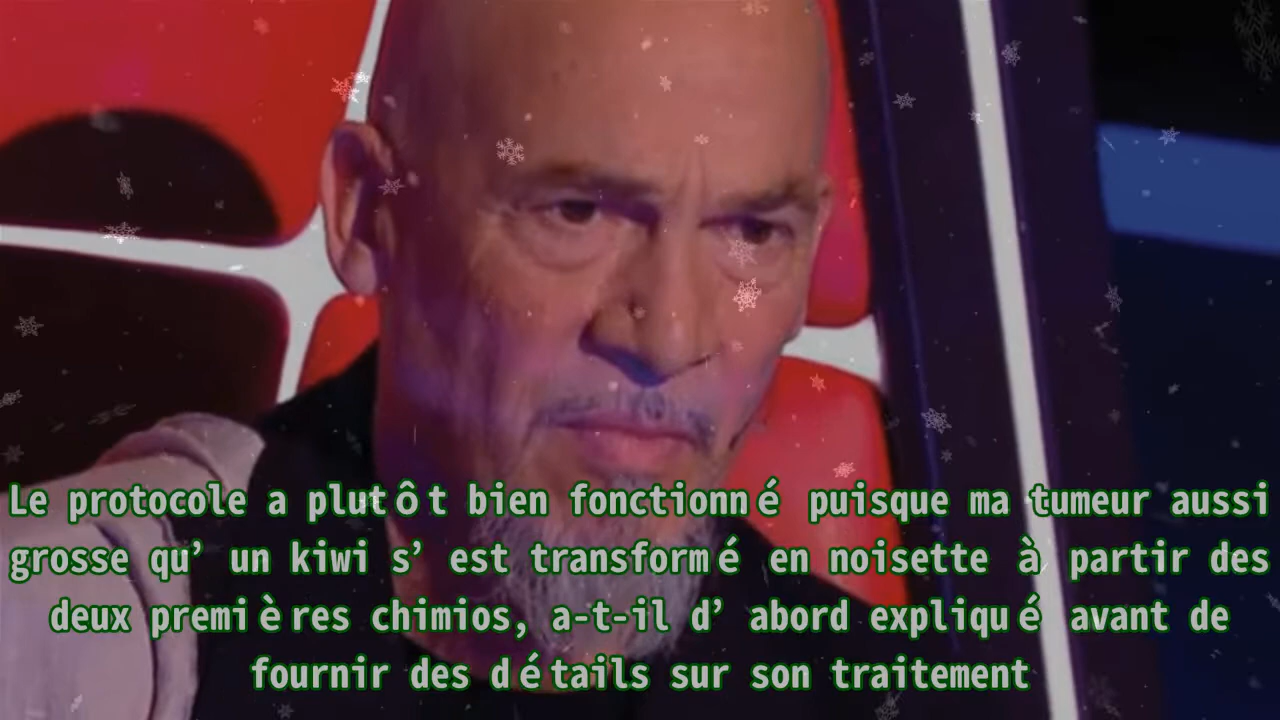 Le protocole a plutôt bien fonctionné puisque ma tumeur aussi
grosse qu’ un kiwi s’ est transformé en noisette à partir des
deux premières chimios, a-t-il d’ abord expliqué avant de
fournir des détails sur son traitement